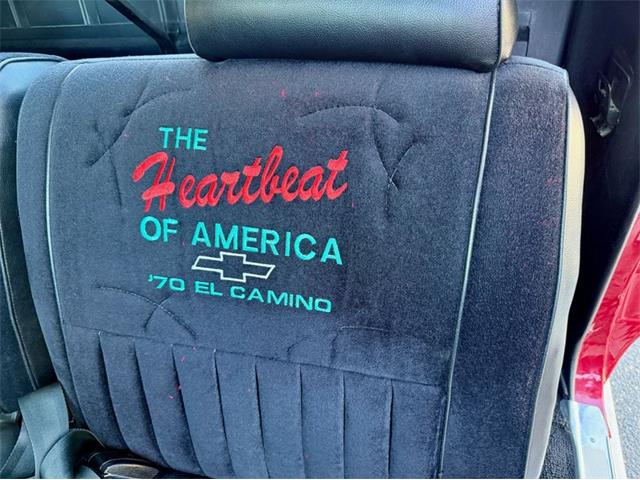 THE
Heartbeat
OF AMERICA
'70 EL CAMINO